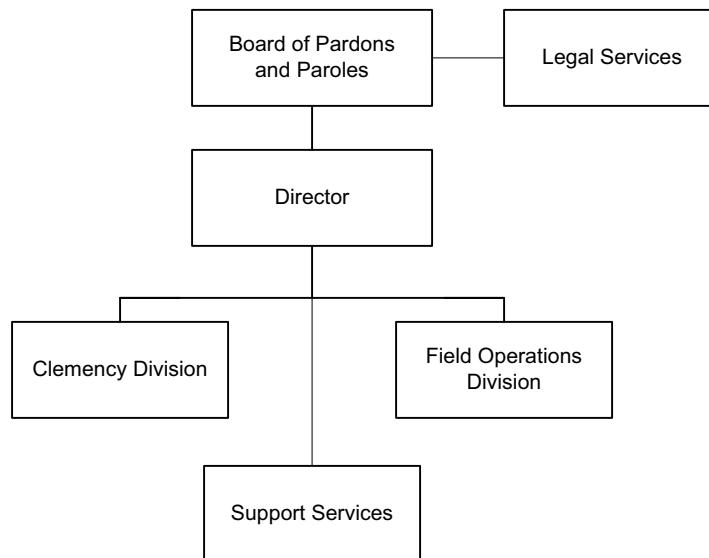 Board of Pardons
and Paroles
Legal Services
Director
Clemency Division
Field Operations
Division
Support Services